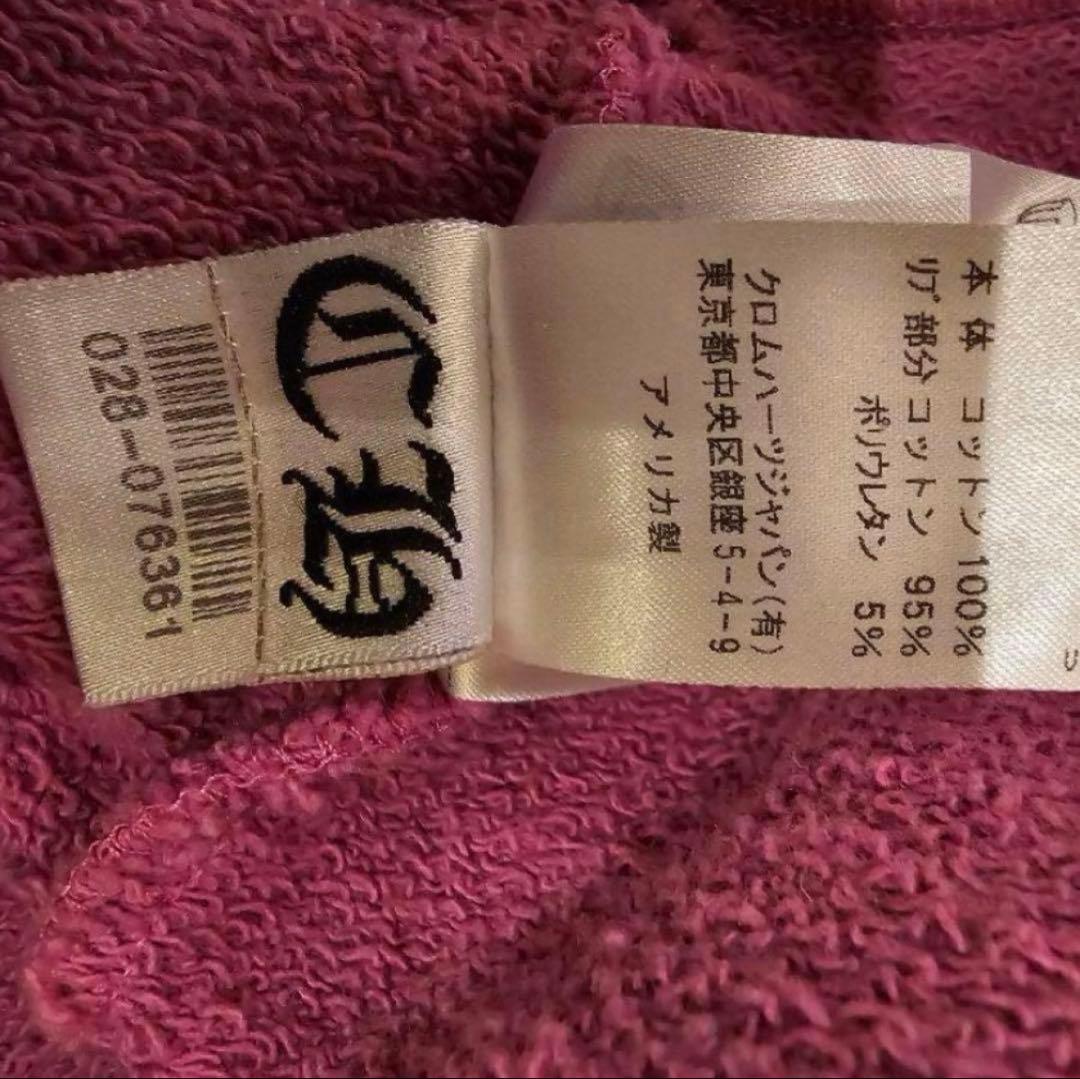 本体 コットン 100%
リブ部分 コットン 95%
ポリウレタン 5%
クロムハーツジャパン(有)
東京都中央区銀座5-4-9
アメリカ製
CH
028-076361